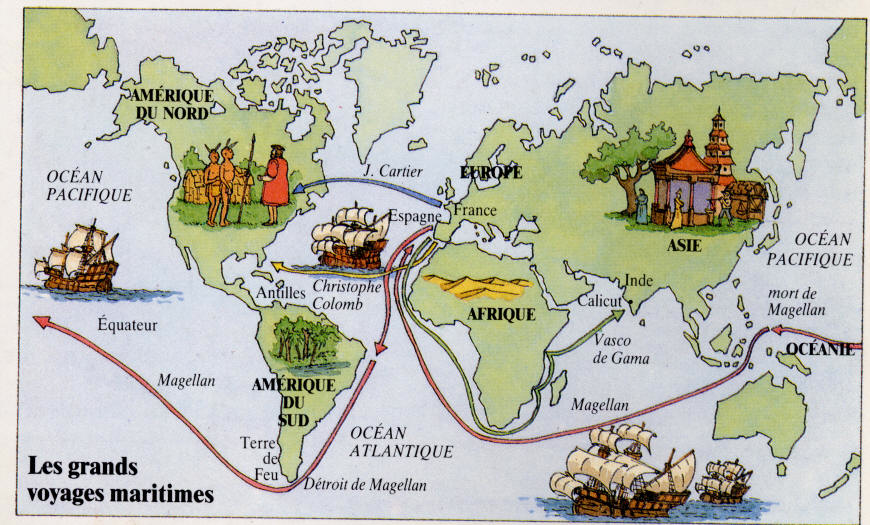 AMÉRIQUE
DU NORD
OCÉAN
PACIFIQUE
J. Cartier
EUROPE
Espagne
France
ASIE
OCÉAN
PACIFIQUE
Antilles
Christophe
Colomb
Inde
Calicut
mort de
Magellan
Équateur
AFRIQUE
Vasco
de Gama
OCÉANIE
Magellan
AMÉRIQUE
DU
SUD
Magellan
OCÉAN
ATLANTIQUE
Terre
de
Feu
Détroit de Magellan
Les grands
voyages maritimes